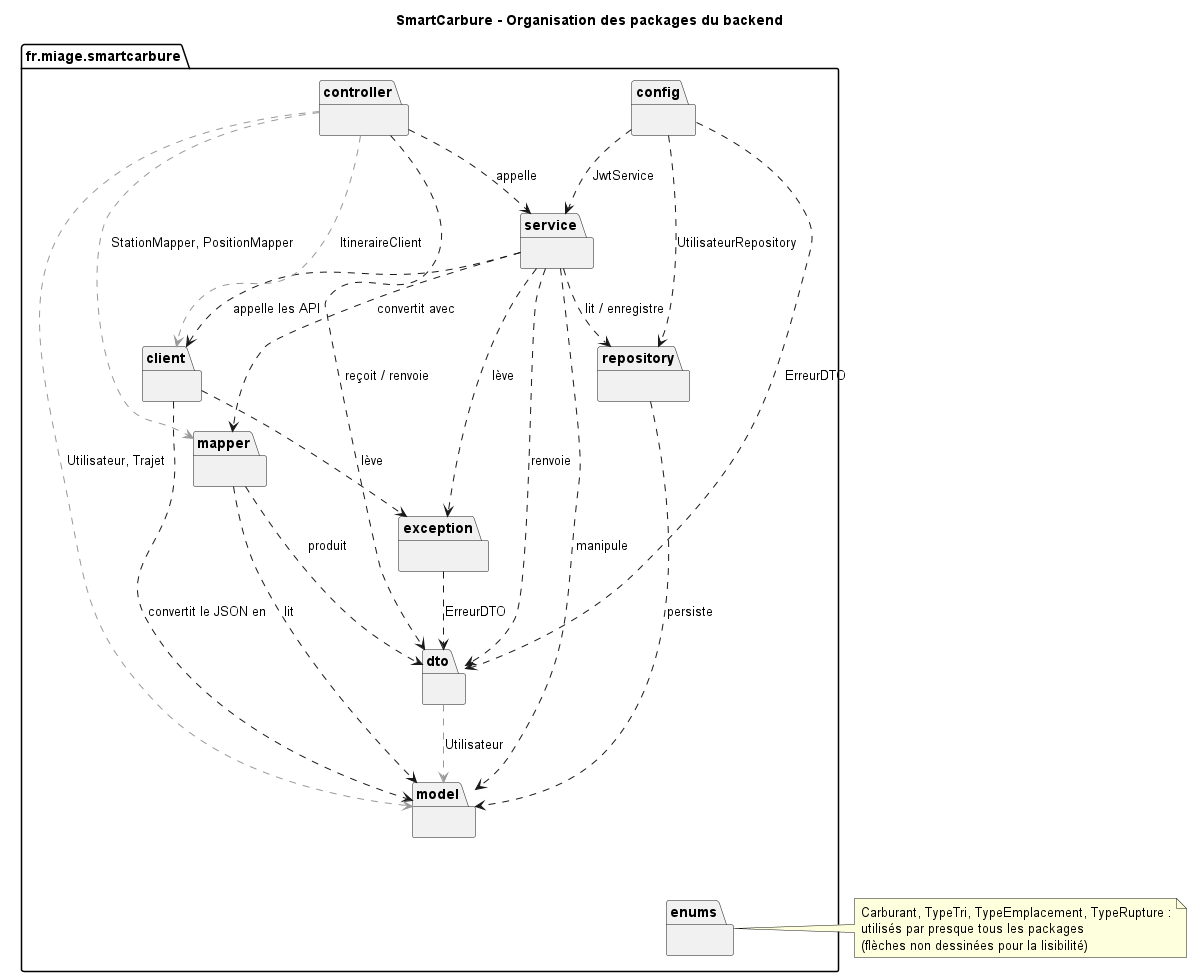 SmartCarbure - Organisation des packages du backend
fr.miage.smartcarbure
controller
config
appelle
JwtService
service
StationMapper, PositionMapper
ItineraireClient
UtilisateurRepository
appelle les API
convertit avec
lit / enregistre
client
repository
reçoit / renvoie
lève
ErreurDTO
mapper
Utilisateur, Trajet
lève
renvoie
exception
produit
manipule
convertit le JSON en
lit
ErreurDTO
persiste
dto
Utilisateur
model
enums
Carburant, TypeTri, TypeEmplacement, TypeRupture :
utilisés par presque tous les packages
(flèches non dessinées pour la lisibilité)